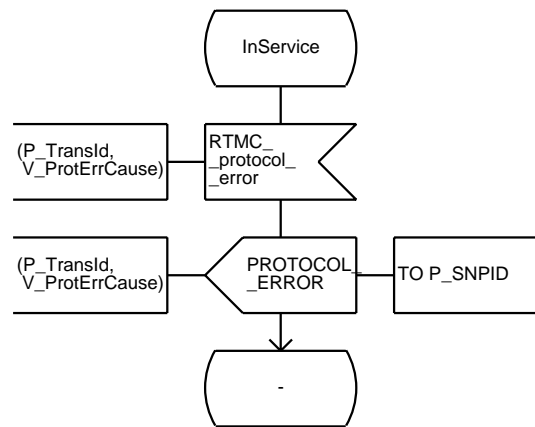 InService
(P_TransId,
V_ProtErrCause)
RTMC_
_protocol_
_error
(P_TransId,
V_ProtErrCause)
PROTOCOL_
_ERROR
TO P_SNPID
-